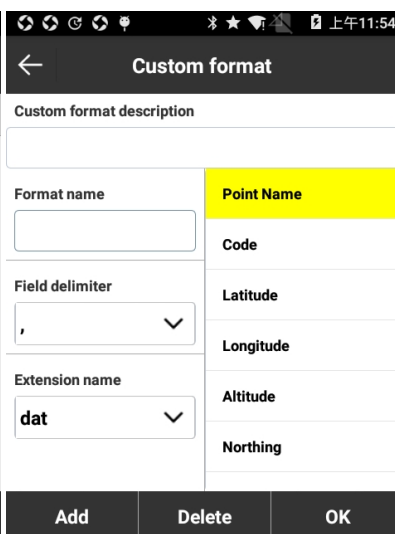 上午11:54
Custom format
Custom format description
Format name
Point Name
Code
Field delimiter
Latitude
,
Longitude
Extension name
Altitude
dat
Northing
Add
Delete
OK